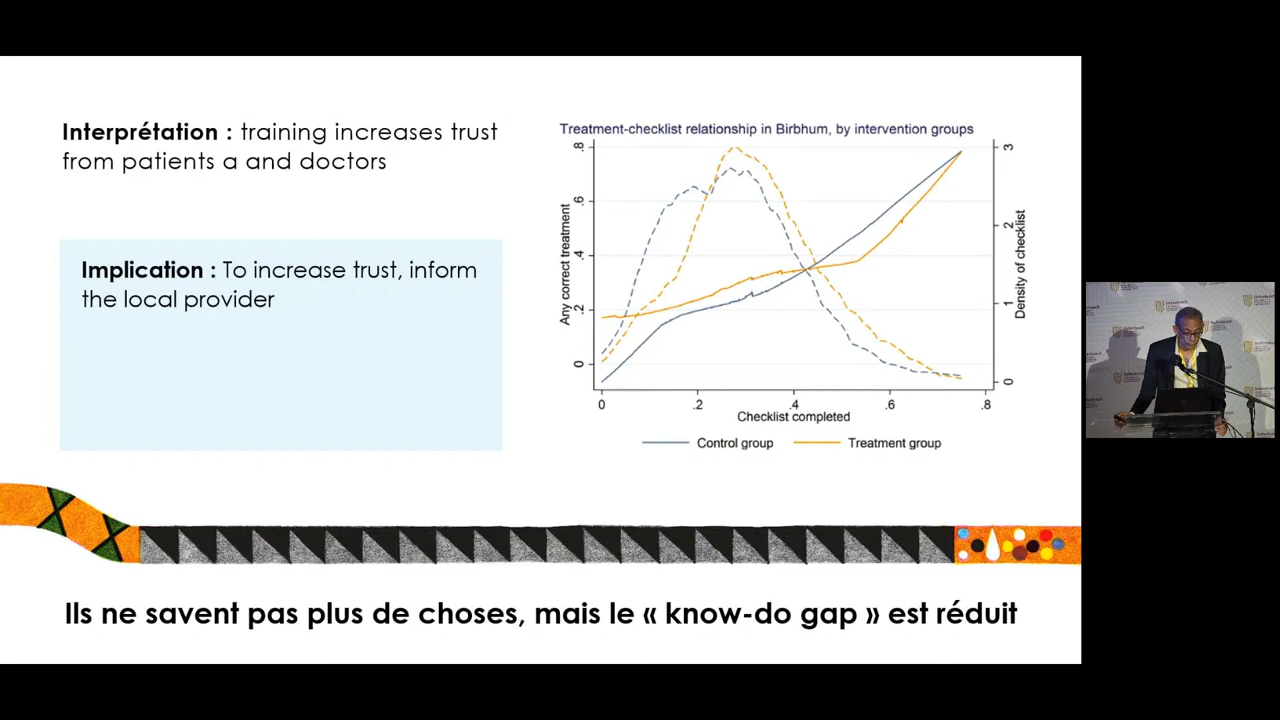 Interprétation : training increases trust
from patients a and doctors
Implication : To increase trust, inform
the local provider
Treatment-checklist relationship in Birbhum, by intervention groups
Any correct treatment
.8
.6
.4
.2
0
3
2
1
0
Density of checklist
0
.2
.4
.6
.8
Checklist completed
Control group
Treatment group
Ils ne savent pas plus de choses, mais le « know-do gap » est réduit